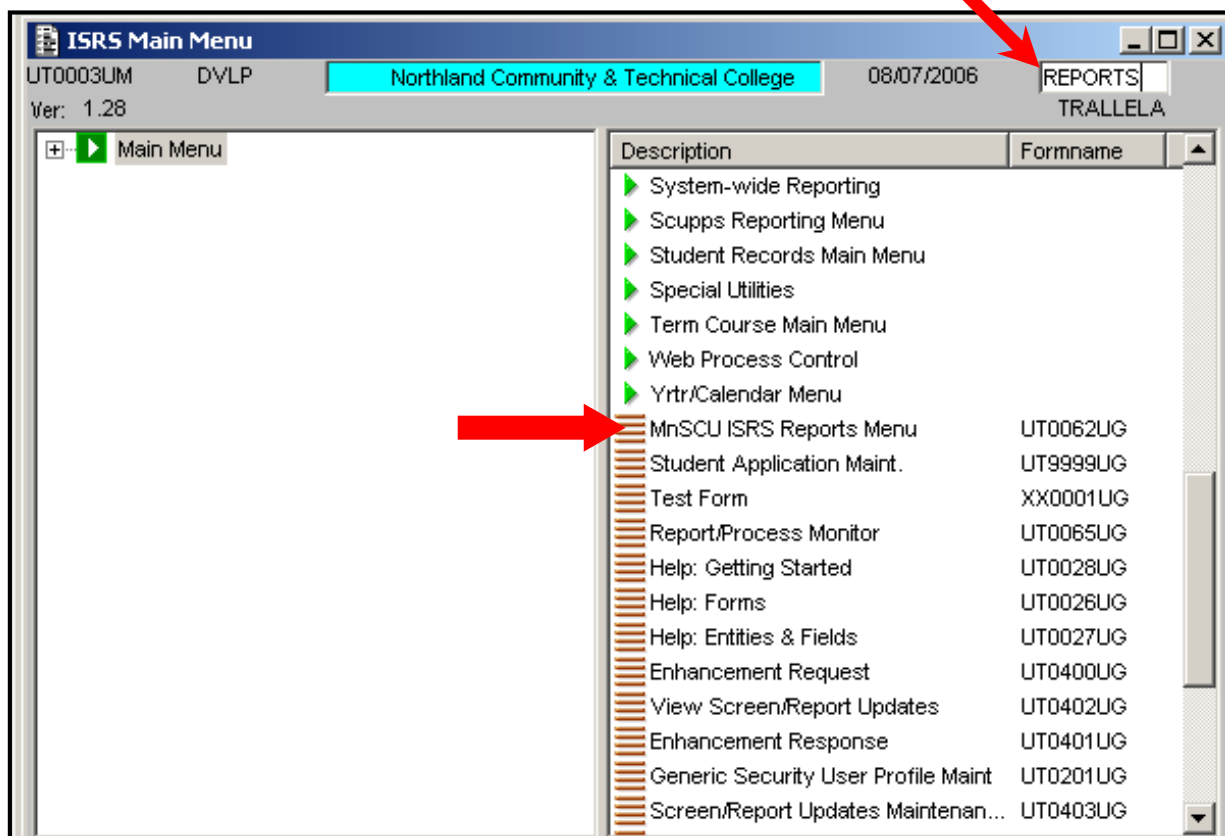 ISRS Main Menu
UT0003UM DVLP Northland Community & Technical College 08/07/2006 REPORTS
Ver: 1.28 TRALLELA
Main Menu
Description Formname
System-wide Reporting
Scupps Reporting Menu
Student Records Main Menu
Special Utilities
Term Course Main Menu
Web Process Control
Yrtr/Calendar Menu
MnSCU ISRS Reports Menu UT0062UG
Student Application Maint. UT9999UG
Test Form XX0001UG
Report/Process Monitor UT0065UG
Help: Getting Started UT0028UG
Help: Forms UT0026UG
Help: Entities & Fields UT0027UG
Enhancement Request UT0400UG
View Screen/Report Updates UT0402UG
Enhancement Response UT0401UG
Generic Security User Profile Maint UT0201UG
Screen/Report Updates Maintenan... UT0403UG